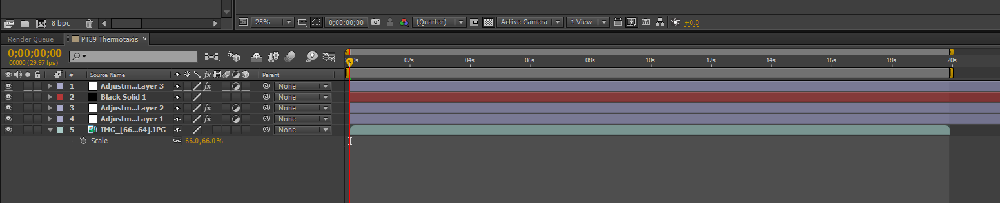 8 bpc
25% 0;00;00;00 (Quarter) Active Camera 1 View +0.0
Render Queue PT39 Thermotaxis ×
0;00;00;00
00000 (29.97 fps)
00s 02s 04s 06s 08s 10s 12s 14s 16s 18s 20s
# Source Name fx Parent
1 Adjustm...Layer 3 fx None
2 Black Solid 1 None
3 Adjustm...Layer 2 fx None
4 Adjustm...Layer 1 fx None
5 IMG_[66...64].JPG None
Scale 66.0,66.0%